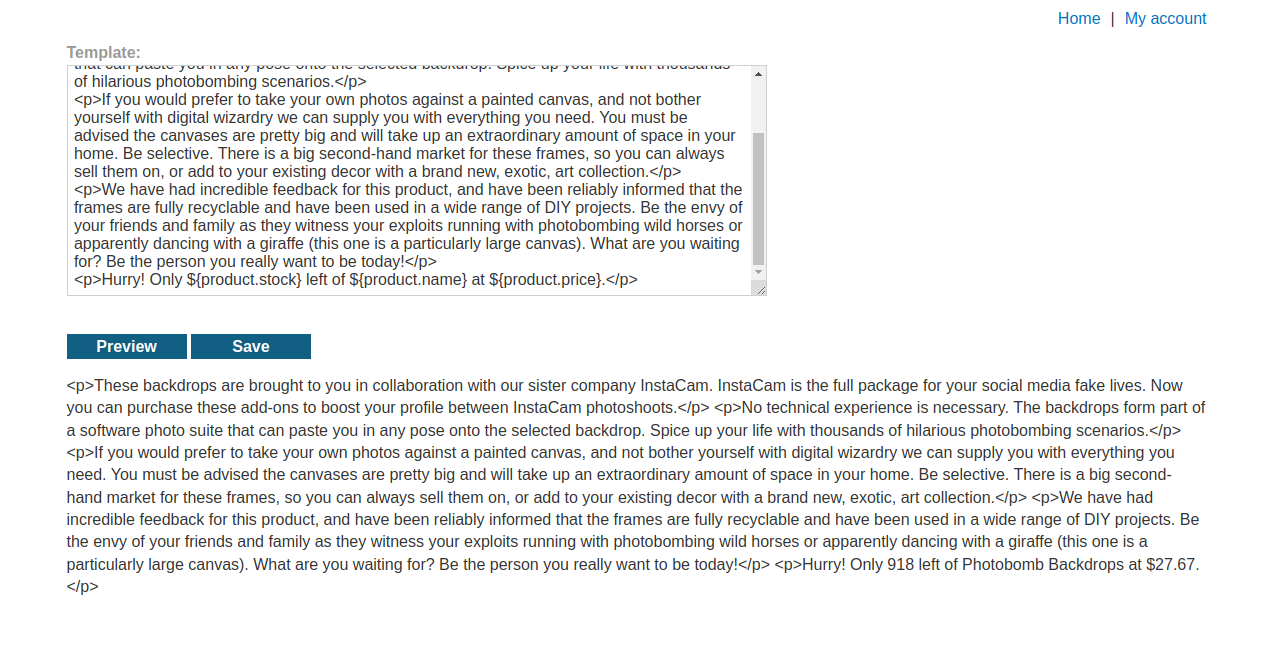 Home | My account
Template:
that can paste you in any pose onto the selected backdrop. Spice up your life with thousands
of hilarious photobombing scenarios.</p>
<p>If you would prefer to take your own photos against a painted canvas, and not bother
yourself with digital wizardry we can supply you with everything you need. You must be
advised the canvases are pretty big and will take up an extraordinary amount of space in your
home. Be selective. There is a big second-hand market for these frames, so you can always
sell them on, or add to your existing decor with a brand new, exotic, art collection.</p>
<p>We have had incredible feedback for this product, and have been reliably informed that the
frames are fully recyclable and have been used in a wide range of DIY projects. Be the envy of
your friends and family as they witness your exploits running with photobombing wild horses or
apparently dancing with a giraffe (this one is a particularly large canvas). What are you waiting
for? Be the person you really want to be today!</p>
<p>Hurry! Only ${product.stock} left of ${product.name} at ${product.price}.</p>
Preview Save
<p>These backdrops are brought to you in collaboration with our sister company InstaCam. InstaCam is the full package for your social media fake lives. Now
you can purchase these add-ons to boost your profile between InstaCam photoshoots.</p> <p>No technical experience is necessary. The backdrops form part of
a software photo suite that can paste you in any pose onto the selected backdrop. Spice up your life with thousands of hilarious photobombing scenarios.</p>
<p>If you would prefer to take your own photos against a painted canvas, and not bother yourself with digital wizardry we can supply you with everything you
need. You must be advised the canvases are pretty big and will take up an extraordinary amount of space in your home. Be selective. There is a big second-
hand market for these frames, so you can always sell them on, or add to your existing decor with a brand new, exotic, art collection.</p> <p>We have had
incredible feedback for this product, and have been reliably informed that the frames are fully recyclable and have been used in a wide range of DIY projects. Be
the envy of your friends and family as they witness your exploits running with photobombing wild horses or apparently dancing with a giraffe (this one is a
particularly large canvas). What are you waiting for? Be the person you really want to be today!</p> <p>Hurry! Only 918 left of Photobomb Backdrops at $27.67.
</p>